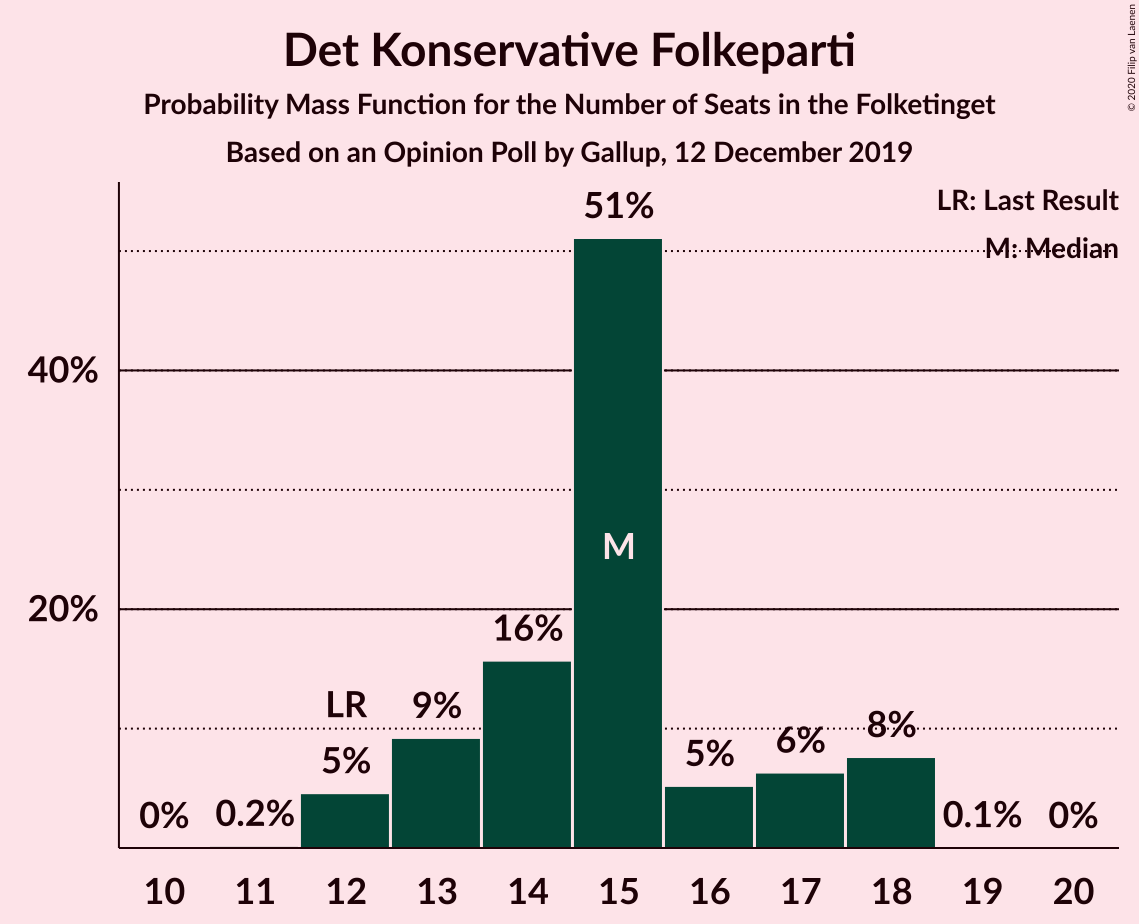 Det Konservative Folkeparti
Probability Mass Function for the Number of Seats in the Folketinget
Based on an Opinion Poll by Gallup, 12 December 2019
© 2020 Filip van Laenen
LR: Last Result
M: Median
51%
40%
M
20%
16%
LR
9%
8%
6%
5%
5%
0%
0.2%
0.1%
0%
10 11 12 13 14 15 16 17 18 19 20